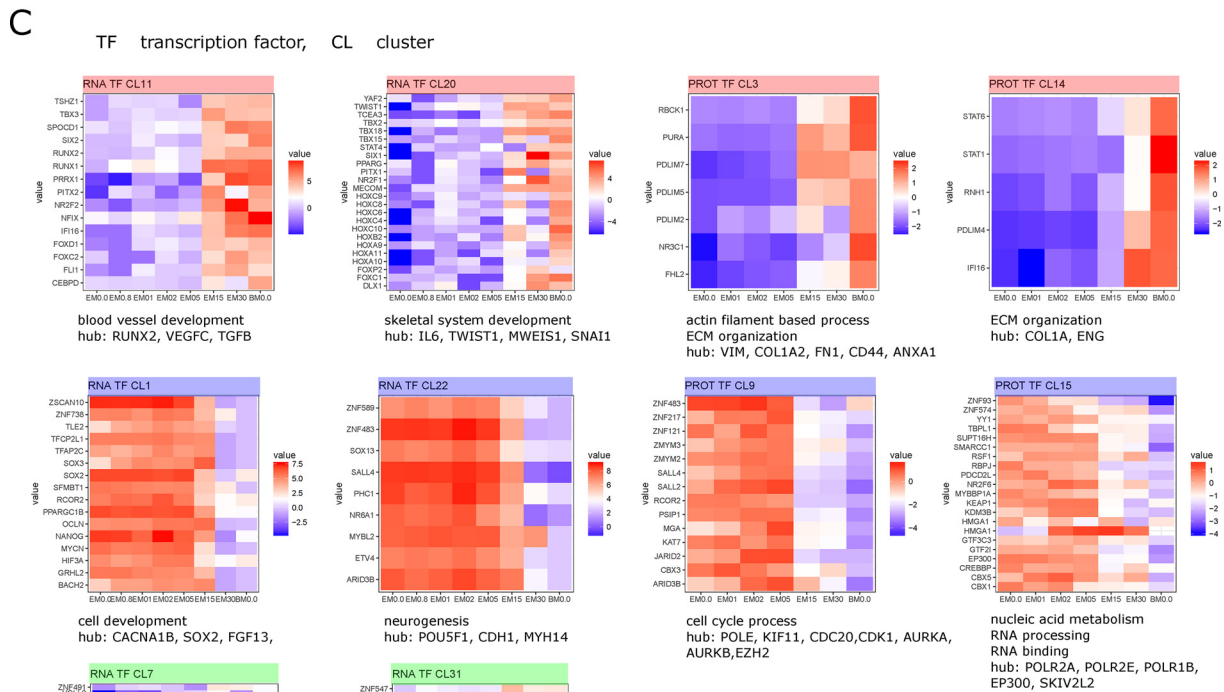 C
TF transcription factor, CL cluster
RNA TF CL11
TSHZ1
TBX3
SPOCD1
SIX2
RUNX2
RUNX1
PRRX1
PITX2
NR2F2
NFIX
IFI16
FOXD1
FOXC2
FLI1
CEBPD
value
EM0.0 EM0.8 EM01 EM02 EM05 EM15 EM30 BM0.0
value
5
0
blood vessel development
hub: RUNX2, VEGFC, TGFB
RNA TF CL20
YAF2
TWIST1
TCEA3
TBX2
TBX18
TBX15
STAT4
SIX1
PPARG
PITX1
NR2F1
MECOM
HOXC9
HOXC8
HOXC6
HOXC4
HOXC10
HOXB2
HOXA9
HOXA11
HOXA10
FOXP2
FOXC1
DLX1
value
EM0.0 EM0.8 EM01 EM02 EM05 EM15 EM30 BM0.0
value
4
0
−4
skeletal system development
hub: IL6, TWIST1, MWEIS1, SNAI1
PROT TF CL3
RBCK1
PURA
PDLIM7
PDLIM5
PDLIM2
NR3C1
FHL2
value
EM0.0 EM01 EM02 EM05 EM15 EM30 BM0.0
value
2
1
0
−1
−2
actin filament based process
ECM organization
hub: VIM, COL1A2, FN1, CD44, ANXA1
PROT TF CL14
STAT6
STAT1
RNH1
PDLIM4
IFI16
value
EM0.0 EM01 EM02 EM05 EM15 EM30 BM0.0
value
2
1
0
−1
−2
ECM organization
hub: COL1A, ENG
RNA TF CL1
ZSCAN10
ZNF738
TLE2
TFCP2L1
TFAP2C
SOX3
SOX2
SFMBT1
RCOR2
PPARGC1B
OCLN
NANOG
MYCN
HIF3A
GRHL2
BACH2
value
EM0.0EM0.8EM01 EM02 EM05 EM15EM30BM0.0
value
7.5
5.0
2.5
0.0
−2.5
cell development
hub: CACNA1B, SOX2, FGF13,
RNA TF CL22
ZNF589
ZNF483
SOX13
SALL4
PHC1
NR6A1
MYBL2
ETV4
ARID3B
value
EM0.0 EM0.8 EM01 EM02 EM05 EM15 EM30 BM0.0
value
8
6
4
2
0
neurogenesis
hub: POU5F1, CDH1, MYH14
PROT TF CL9
ZNF483
ZNF217
ZNF121
ZMYM3
ZMYM2
SALL4
SALL2
RCOR2
PSIP1
MGA
KAT7
JARID2
CBX3
ARID3B
value
EM0.0 EM01 EM02 EM05 EM15 EM30 BM0.0
value
0
−2
−4
cell cycle process
hub: POLE, KIF11, CDC20,CDK1, AURKA,
AURKB,EZH2
PROT TF CL15
ZNF93
ZNF574
YY1
TBPL1
SUPT16H
SMARCC1
RSF1
RBPJ
PDCD2L
NR2F6
MYBBP1A
KEAP1
KDM3B
HMGA1
HMGA1
GTF3C3
GTF2I
EP300
CREBBP
CBX5
CBX1
value
EM0.0 EM01 EM02 EM05 EM15 EM30 BM0.0
value
1
0
−1
−2
−3
−4
nucleic acid metabolism
RNA processing
RNA binding
hub: POLR2A, POLR2E, POLR1B,
EP300, SKIV2L2
RNA TF CL7
ZNF491
RNA TF CL31
ZNF547